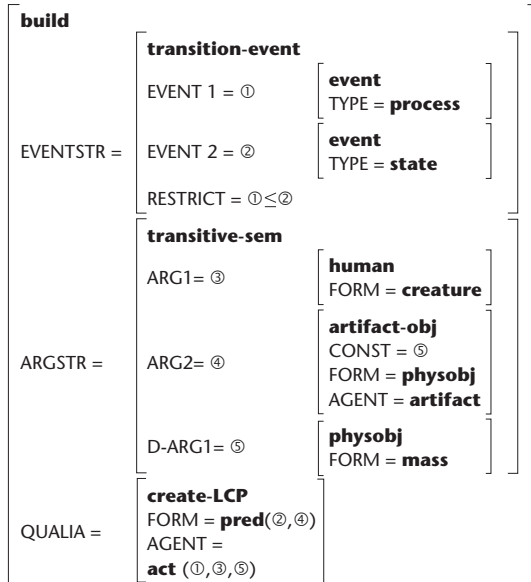 build
transition-event
EVENT 1 = ① event
TYPE = process
EVENTSTR = EVENT 2 = ② event
TYPE = state
RESTRICT = ①≤②
transitive-sem
ARG1= ③ human
FORM = creature
artifact-obj
CONST = ⑤
ARGSTR = ARG2= ④ FORM = physobj
AGENT = artifact
D-ARG1= ⑤ physobj
FORM = mass
create-LCP
QUALIA = FORM = pred(②,④)
AGENT =
act (①,③,⑤)